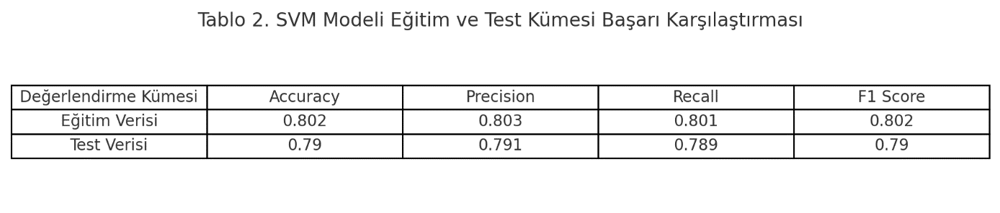 Tablo 2. SVM Modeli Eğitim ve Test Kümesi Başarı Karşılaştırması
Değerlendirme Kümesi Accuracy Precision Recall F1 Score
Eğitim Verisi 0.802 0.803 0.801 0.802
Test Verisi 0.79 0.791 0.789 0.79